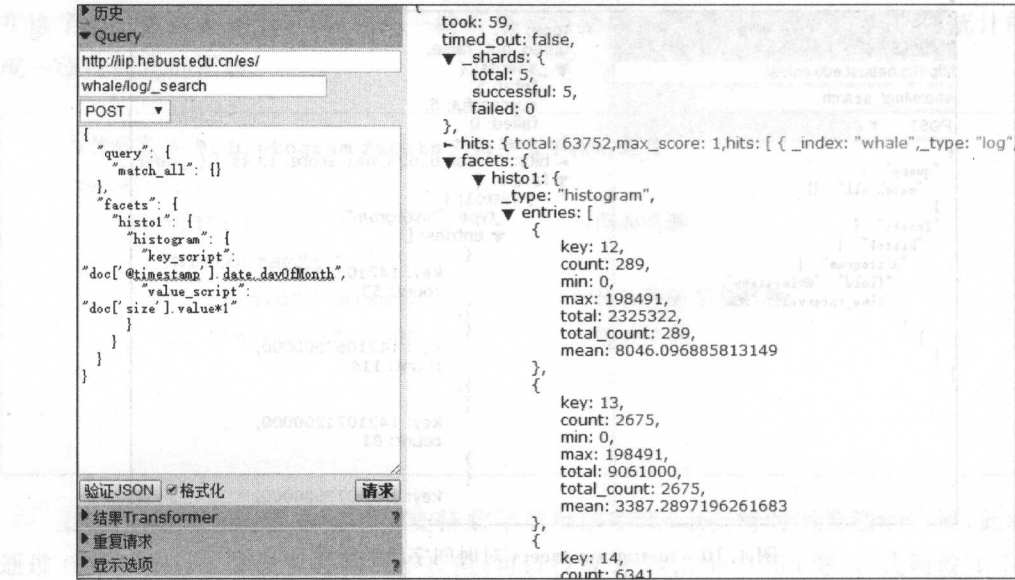 历史
Query
http://iip.hebust.edu.cn/es/
whale/log/_search
POST
{
"query": {
"match_all": {}
},
"facets": {
"histo1": {
"histogram": {
"key_script":
"doc['@timestamp'].date.dayOfMonth",
"value_script":
"doc['size'].value*1"
}
}
}
}
验证JSON 格式化 请求
结果Transformer ?
重复请求 ?
显示选项 ?
{
took: 59,
timed_out: false,
_shards: {
total: 5,
successful: 5,
failed: 0
},
hits: { total: 63752,max_score: 1,hits: [ { _index: "whale",_type: "log",
facets: {
histo1: {
_type: "histogram",
entries: [
{
key: 12,
count: 289,
min: 0,
max: 198491,
total: 2325322,
total_count: 289,
mean: 8046.096885813149
},
{
key: 13,
count: 2675,
min: 0,
max: 198491,
total: 9061000,
total_count: 2675,
mean: 3387.2897196261683
},
{
key: 14,
count: 6341